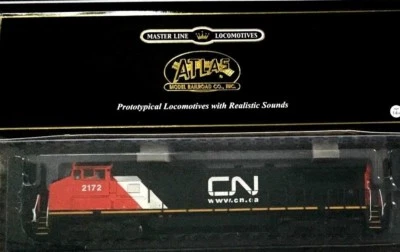 MASTER LINE LOCOMOTIVES
ATLAS
MODEL RAILROAD CO., INC.
Prototypical Locomotives with Realistic Sounds
2172
CN
www.cn.ca